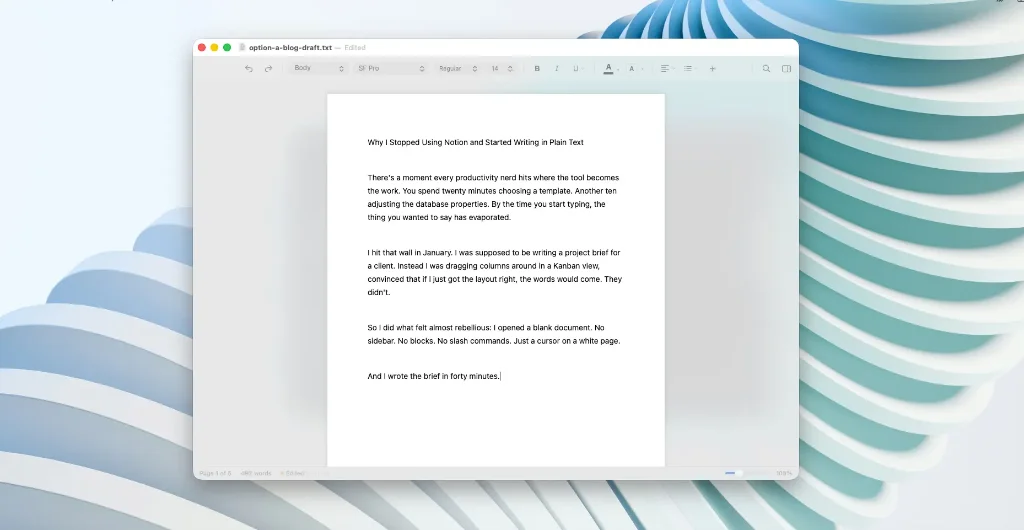 option-a-blog-draft.txt — Edited
Body SF Pro Regular 14 B I U A A
Why I Stopped Using Notion and Started Writing in Plain Text
There's a moment every productivity nerd hits where the tool becomes
the work. You spend twenty minutes choosing a template. Another ten
adjusting the database properties. By the time you start typing, the
thing you wanted to say has evaporated.
I hit that wall in January. I was supposed to be writing a project brief for
a client. Instead I was dragging columns around in a Kanban view,
convinced that if I just got the layout right, the words would come. They
didn't.
So I did what felt almost rebellious: I opened a blank document. No
sidebar. No blocks. No slash commands. Just a cursor on a white page.
And I wrote the brief in forty minutes.
Page 1 of words